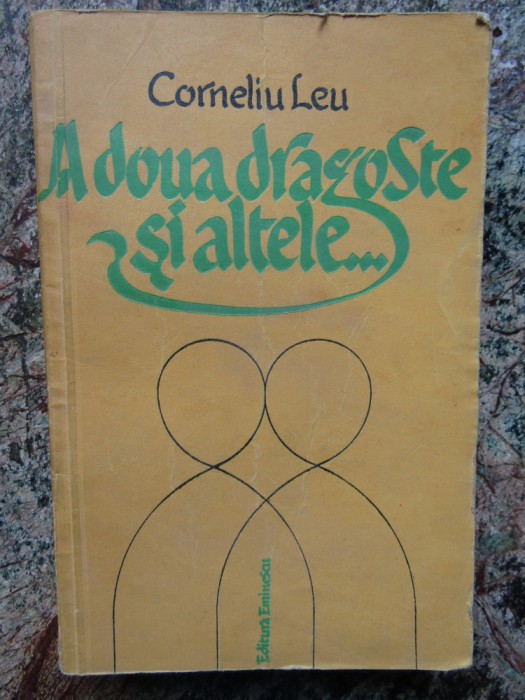 Corneliu Leu
A doua dragoste
și altele...
Editura Eminescu